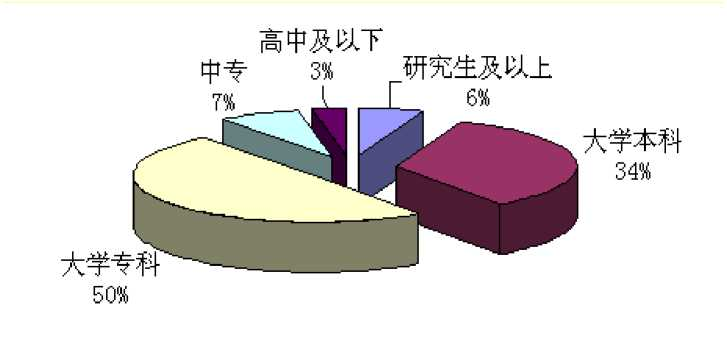 高中及以下
3%
中专
7%
研究生及以上
6%
大学本科
34%
大学专科
50%